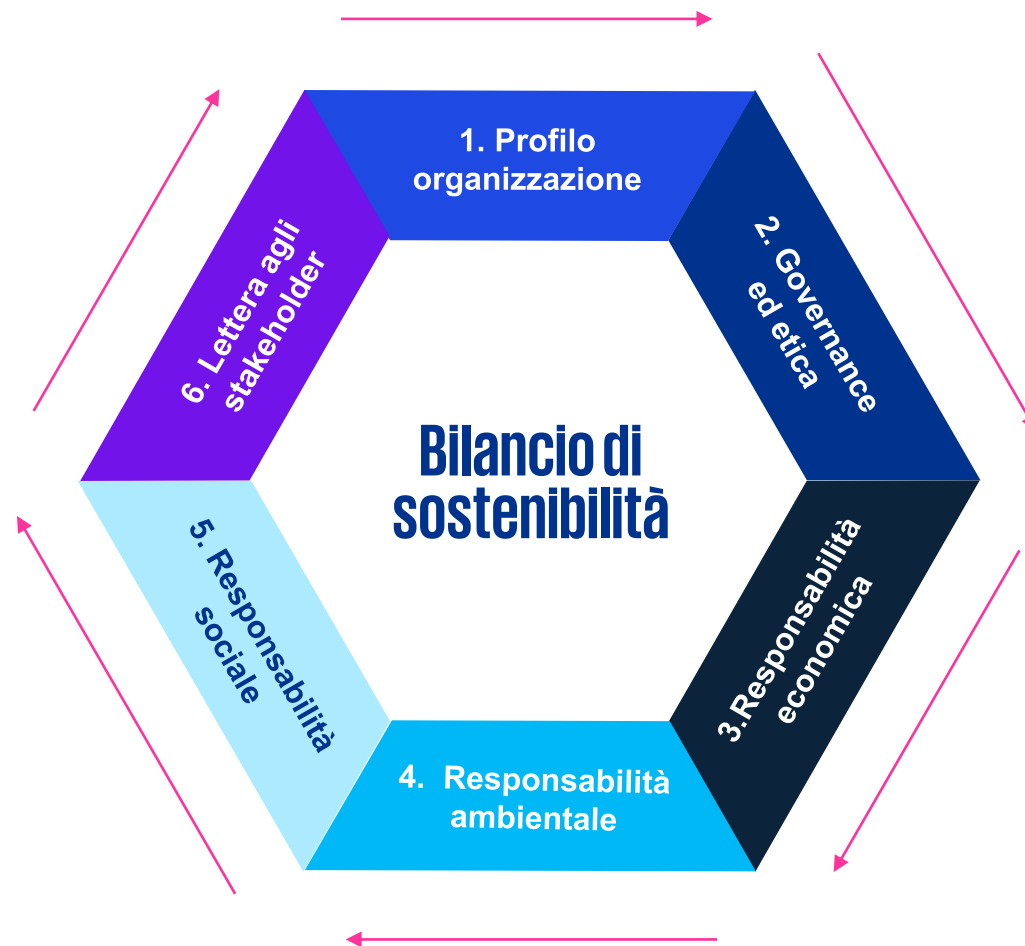 1. Profilo
organizzazione
2. Governance
ed etica
3.Responsabilità
economica
4. Responsabilità
ambientale
5. Responsabilità
sociale
6. Lettera agli
stakeholder
Bilancio di
sostenibilità